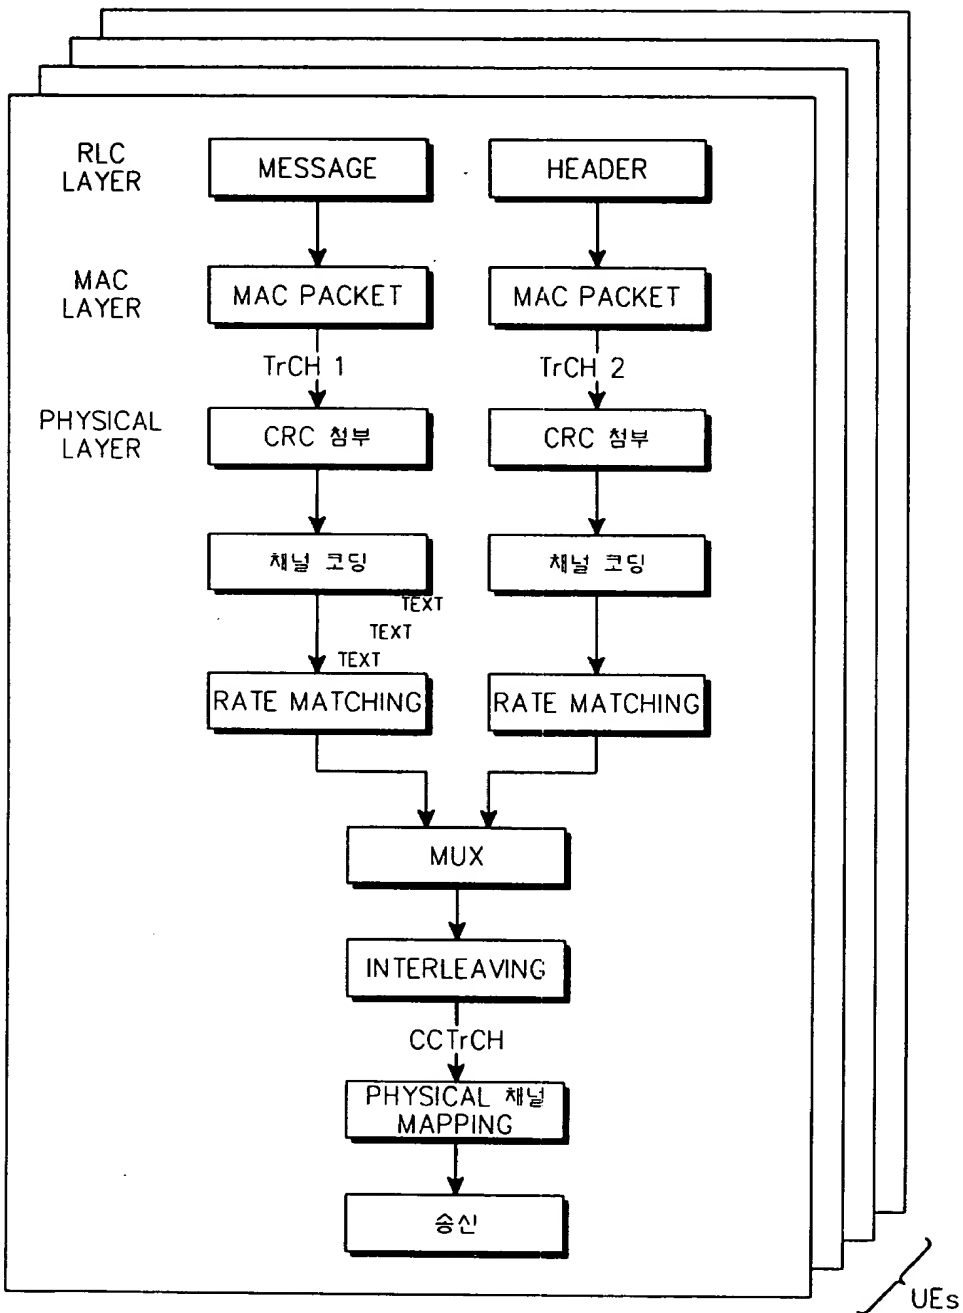 RLC
LAYER
MESSAGE
HEADER
MAC
LAYER
MAC PACKET
MAC PACKET
TrCH 1
TrCH 2
PHYSICAL
LAYER
CRC 첨부
CRC 첨부
채널 코딩
채널 코딩
TEXT
TEXT
TEXT
RATE MATCHING
RATE MATCHING
MUX
INTERLEAVING
CCTrCH
PHYSICAL 채널
MAPPING
송신
UEs